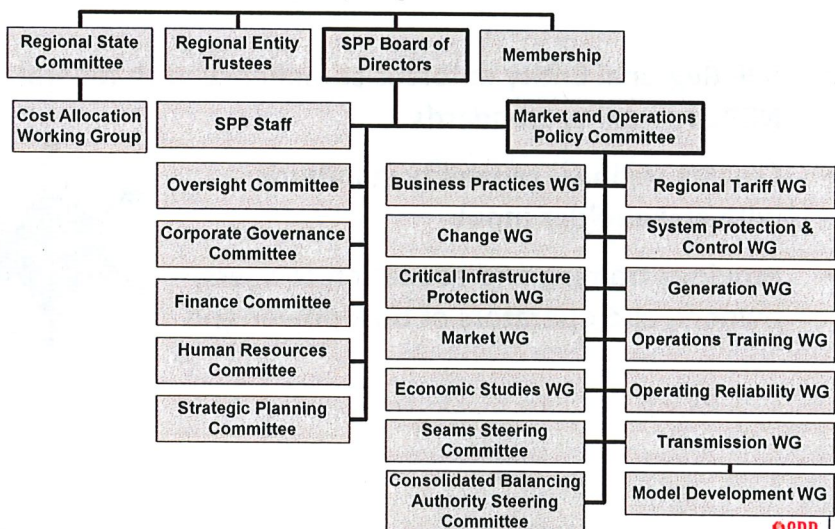 Regional State
Committee
Regional Entity
Trustees
SPP Board of
Directors
Membership
Cost Allocation
Working Group
SPP Staff
Market and Operations
Policy Committee
Oversight Committee
Corporate Governance
Committee
Finance Committee
Human Resources
Committee
Strategic Planning
Committee
Business Practices WG
Change WG
Critical Infrastructure
Protection WG
Market WG
Economic Studies WG
Seams Steering
Committee
Consolidated Balancing
Authority Steering
Committee
Regional Tariff WG
System Protection &
Control WG
Generation WG
Operations Training WG
Operating Reliability WG
Transmission WG
Model Development WG